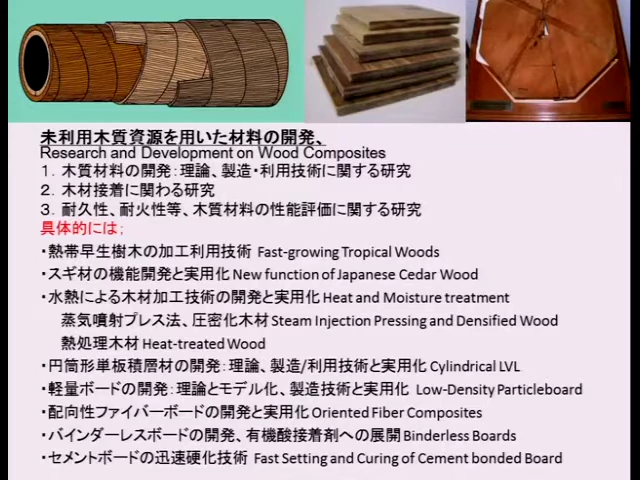 未利用木質資源を用いた材料の開発、
Research and Development on Wood Composites
１．木質材料の開発：理論、製造・利用技術に関する研究
２．木材接着に関わる研究
３．耐久性、耐火性等、木質材料の性能評価に関する研究
具体的には；
・熱帯早生樹木の加工利用技術 Fast-growing Tropical Woods
・スギ材の機能開発と実用化 New function of Japanese Cedar Wood
・水熱による木材加工技術の開発と実用化 Heat and Moisture treatment
蒸気噴射プレス法、圧密化木材 Steam Injection Pressing and Densified Wood
熱処理木材 Heat-treated Wood
・円筒形単板積層材の開発：理論、製造/利用技術と実用化 Cylindrical LVL
・軽量ボードの開発：理論とモデル化、製造技術と実用化 Low-Density Particleboard
・配向性ファイバーボードの開発と実用化 Oriented Fiber Composites
・バインダーレスボードの開発、有機酸接着剤への展開 Binderless Boards
・セメントボードの迅速硬化技術 Fast Setting and Curing of Cement bonded Board